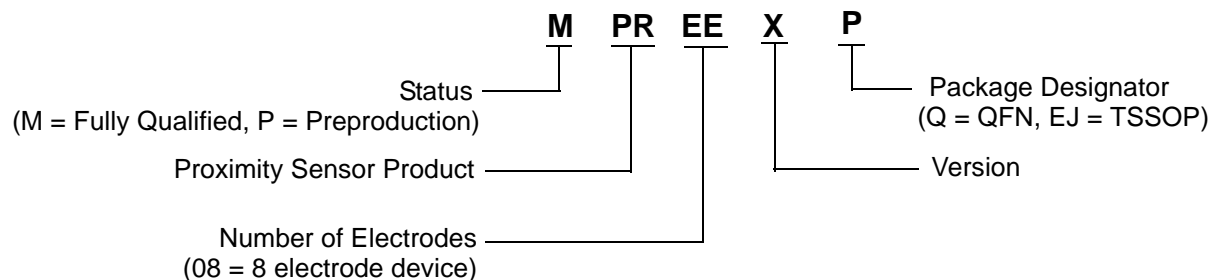 M PR EE X P
Status
(M = Fully Qualified, P = Preproduction)
Package Designator
(Q = QFN, EJ = TSSOP)
Proximity Sensor Product
Version
Number of Electrodes
(08 = 8 electrode device)